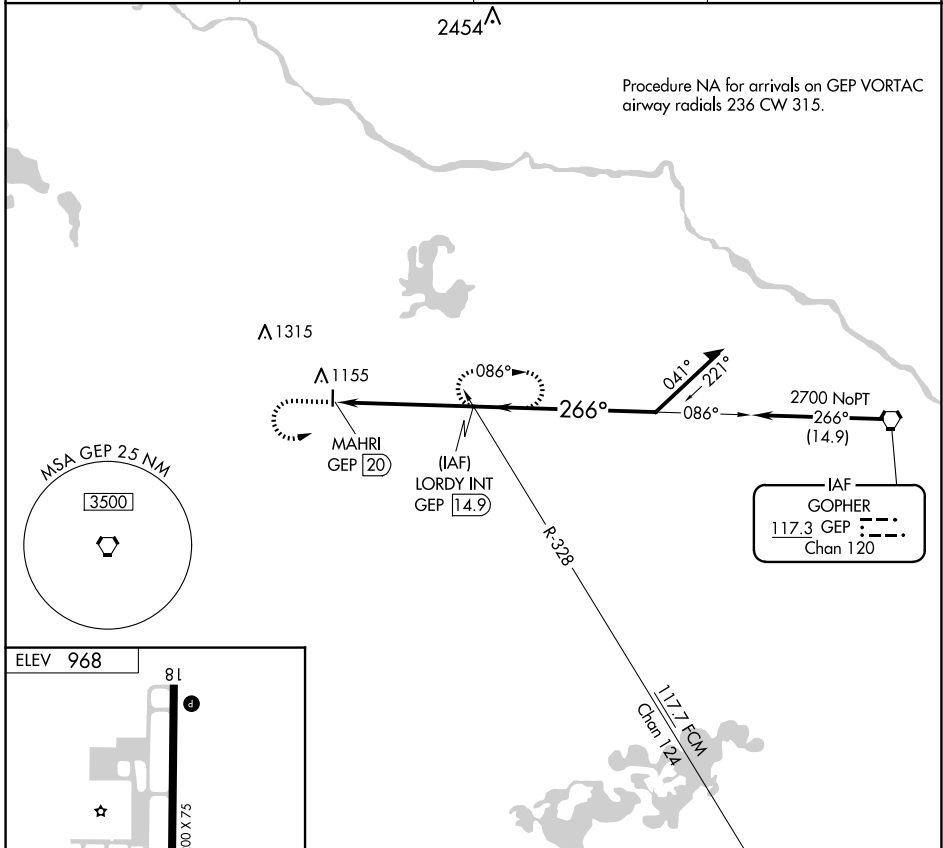 2454
Procedure NA for arrivals on GEP VORTAC
airway radials 236 CW 315.
1315
1155
086°
041°
221°
2700 NoPT
266°
086°
266°
(14.9)
MAHRI
GEP 20
(IAF)
LORDY INT
GEP 14.9
IAF
GOPHER
117.3 GEP
Chan 120
MSA GEP 25 NM
3500
R-328
117.7 FCM
Chan 124
ELEV 968
18
P
00 X 75